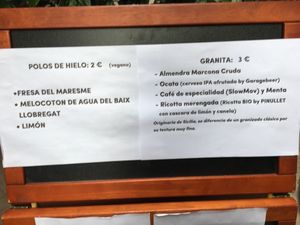 POLOS DE HIELO: 2 € (vegano)
•FRESA DEL MARESME
• MELOCOTON DE AGUA DEL BAIX
LLOBREGAT
• LIMÓN
GRANITA: 3 €
- Almendra Marcona Cruda
- Ocata (cerveza IPA afrutada by Garagebeer)
- Café de especialidad (SlowMov) y Menta
- Ricotta merengada (Ricotta BIO by PINULLET
con cascara de limón y canela)
Originaria de Sicilia, se diferencia de un granizado clásico por
su textura fina.